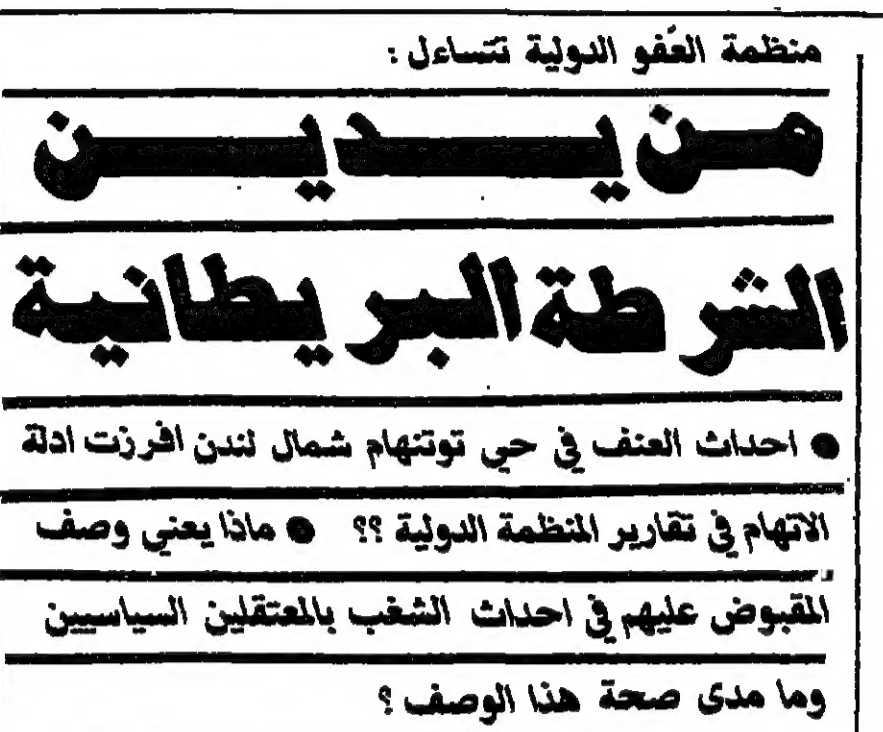 منظمة العفو الدولية تتساءل :
من يدين
الشرطة البريطانية
● احداث العنف في حي توتنهام شمال لندن افرزت ادلة
الاتهام في تقارير المنظمة الدولية ؟؟ ● ماذا يعني وصف
المقبوض عليهم في احداث الشغب بالمعتقلين السياسيين
وما مدى صحة هذا الوصف ؟